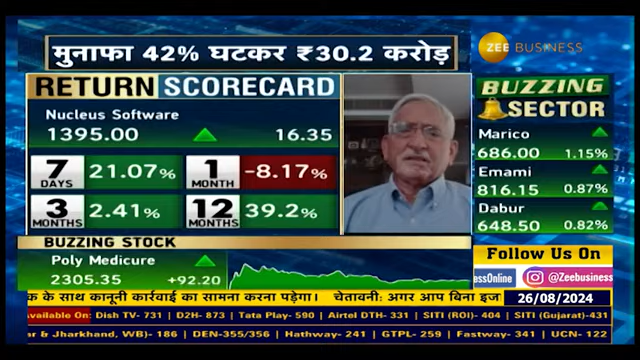 मुनाफा 42% घटकर ₹30.2 करोड़
ZEE BUSINESS
RETURN SCORECARD
Nucleus Software
1395.00 16.35
7 DAYS 21.07% 1 MONTH -8.17%
3 MONTHS 2.41% 12 MONTHS 39.2%
BUZZING STOCK
Poly Medicure
2305.35 +92.20
BUZZING SECTOR
Marico
686.00 1.15%
Emami
816.15 0.87%
Dabur
648.50 0.82%
Follow Us On
essOnline @Zeebusiness
क के साथ कानूनी कार्रवाई का सामना करना पड़ेगा। चेतावनी: अगर आप बिना इज
26/08/2024
Available On: Dish TV- 731 | D2H- 873 | Tata Play- 590 | Airtel DTH- 331 | SITI (ROI) - 404 | SITI (Gujarat)-431
ar & Jharkhand, WB)- 186 | DEN-355/356 | Hathway- 241 | GTPL- 259 | Fastway- 341 | UCN- 122